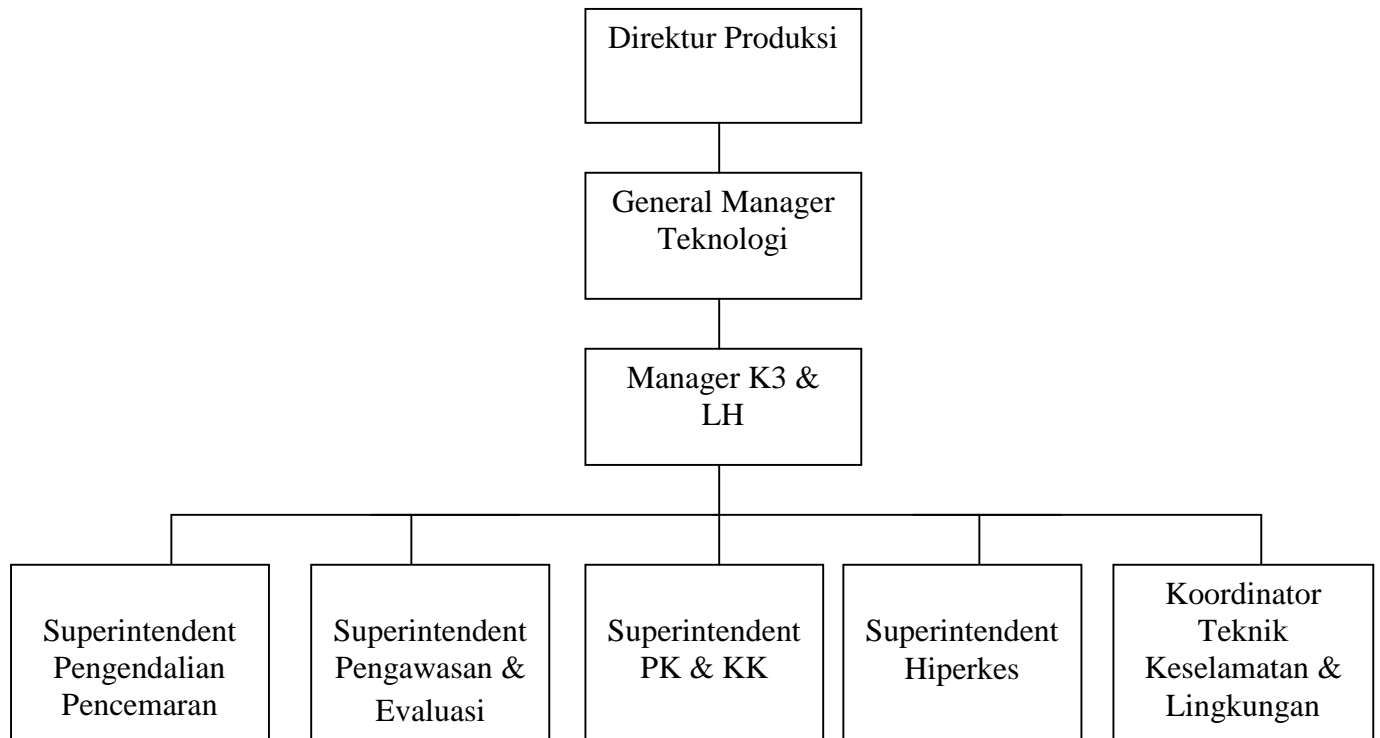 Direktur Produksi
General Manager
Teknologi
Manager K3 &
LH
Superintendent
Pengendalian
Pencemaran
Superintendent
Pengawasan &
Evaluasi
Superintendent
PK & KK
Superintendent
Hiperkes
Koordinator
Teknik
Keselamatan &
Lingkungan